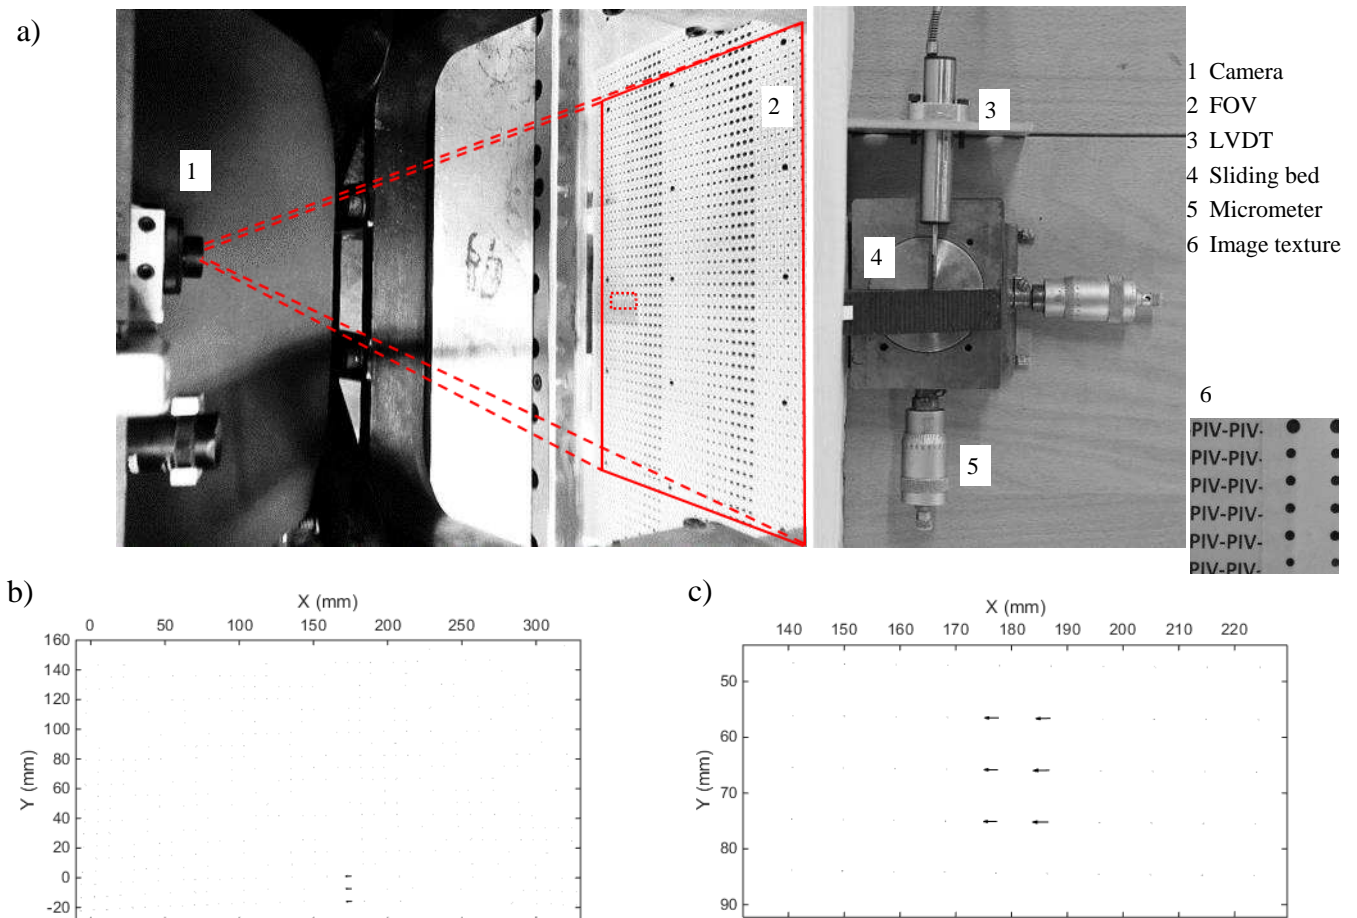 a)
1
2
3
4
5
1 Camera
2 FOV
3 LVDT
4 Sliding bed
5 Micrometer
6 Image texture
6
PIV-PIV-
PIV-PIV-
PIV-PIV-
PIV-PIV-
PIV-PIV-
PIV-PIV-
b)
X (mm)
0 50 100 150 200 250 300
Y (mm)
160
140
120
100
80
60
40
20
0
-20
c)
X (mm)
140 150 160 170 180 190 200 210 220
Y (mm)
50
60
70
80
90